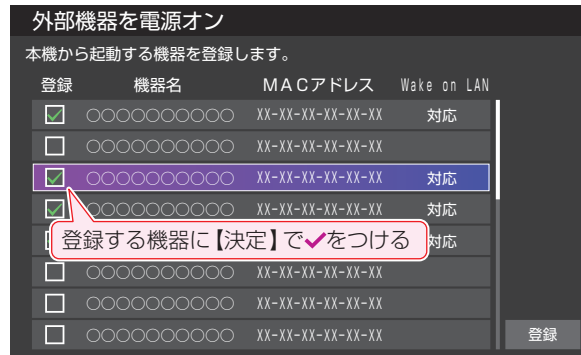 外部機器を電源オン
本機から起動する機器を登録します。
登録 機器名 MACアドレス Wake on LAN
○○○○○○○○○○ XX-XX-XX-XX-XX-XX 対応
○○○○○○○○○○ XX-XX-XX-XX-XX-XX
○○○○○○○○○○ XX-XX-XX-XX-XX-XX 対応
○○○○○○○○○○ XX-XX-XX-XX-XX-XX 対応
登録する機器に【決定】で✓をつける 対応
○○○○○○○○○○ XX-XX-XX-XX-XX-XX
○○○○○○○○○○ XX-XX-XX-XX-XX-XX
○○○○○○○○○○ XX-XX-XX-XX-XX-XX 登録